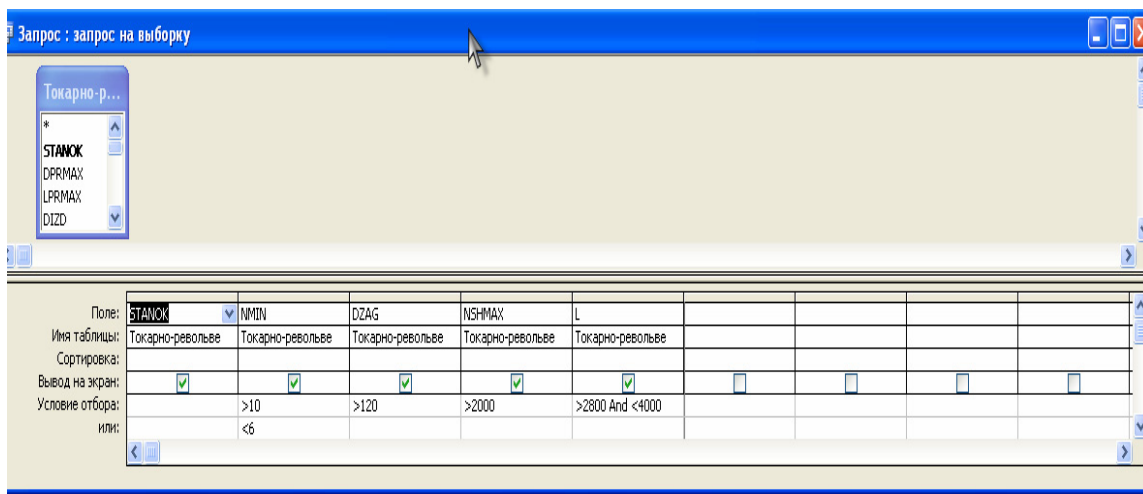 Запрос : запрос на выборку
Токарно-р...
*
STANOK
DPRMAX
LPRMAX
DIZD
Поле: STANOK NMIN DZAG NSHMAX L
Имя таблицы: Токарно-револьве Токарно-револьве Токарно-револьве Токарно-револьве Токарно-револьве
Сортировка:
Вывод на экран:
Условие отбора: >10 >120 >2000 >2800 And <4000
или: <6